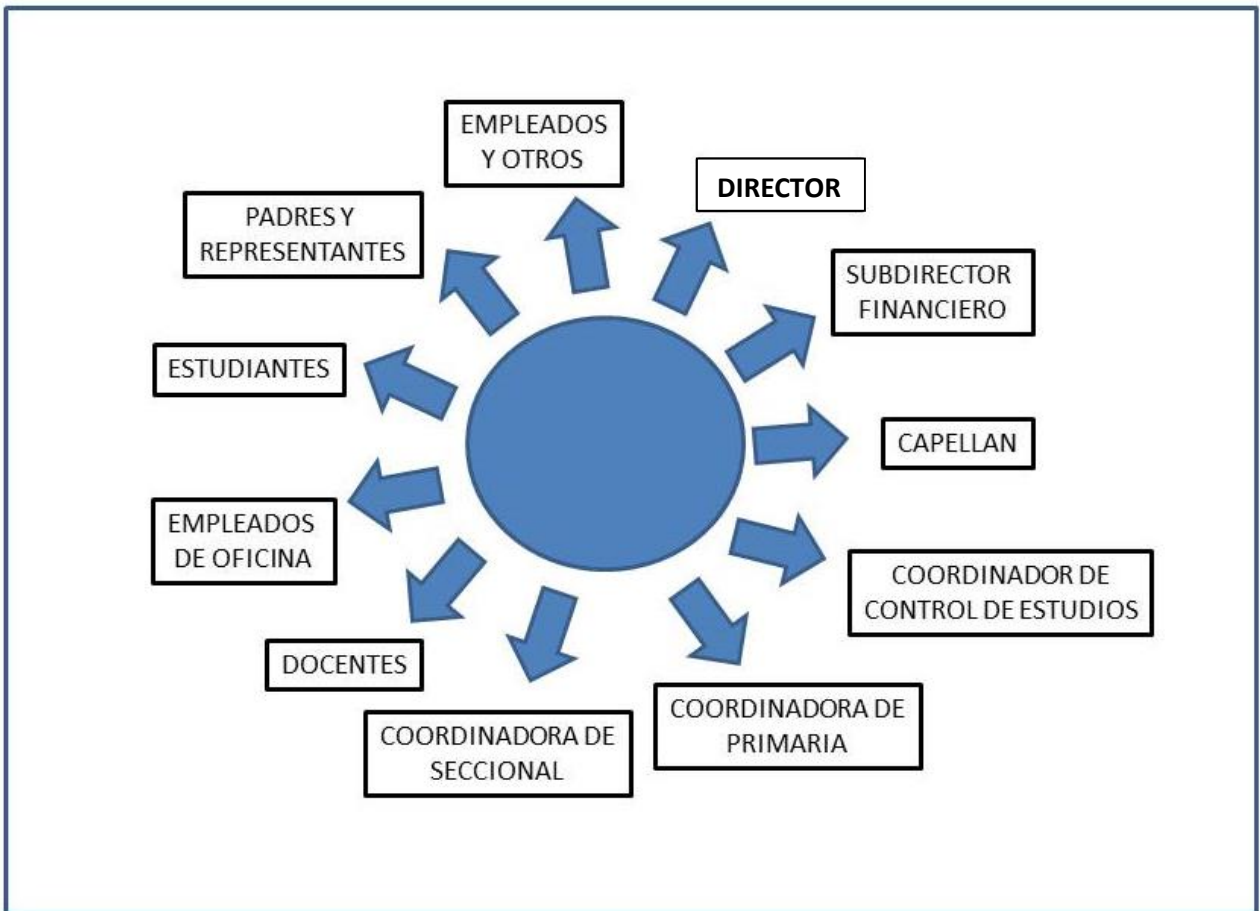 EMPLEADOS
Y OTROS
DIRECTOR
PADRES Y
REPRESENTANTES
SUBDIRECTOR
FINANCIERO
ESTUDIANTES
CAPELLAN
EMPLEADOS
DE OFICINA
COORDINADOR DE
CONTROL DE ESTUDIOS
DOCENTES
COORDINADORA DE
PRIMARIA
COORDINADORA DE
SECCIONAL